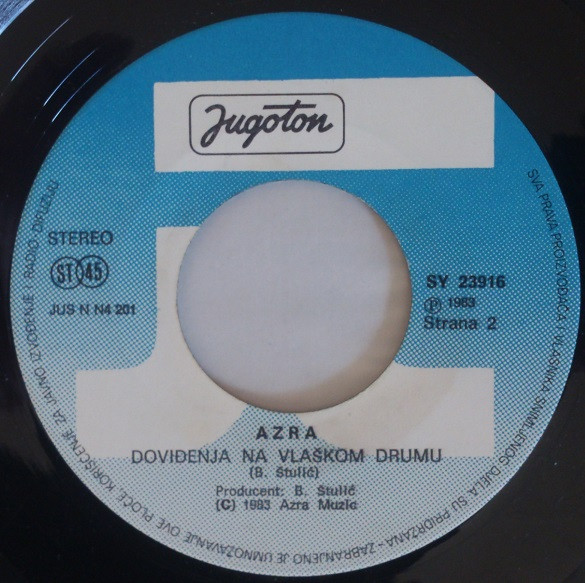 Jugoton
STEREO
ST 45
JUS N N4 201
SY 23916
℗ 1983
Strana 2
AZRA
DOVIĐENJA NA VLAŠKOM DRUMU
(B. Štulić)
Producent: B. Štulić
(C) 1983 Azra Muzic
SVA PRAVA PROIZVOĐAČA I VLASNIKA SNIMLJENOG DJELA SU PRIDRŽANA - ZABRANJENO JE UMNOŽAVANJE OVE PLOČE, KORIŠĆENJE ZA JAVNO IZVOĐENJE I RADIO DIFUZIJU